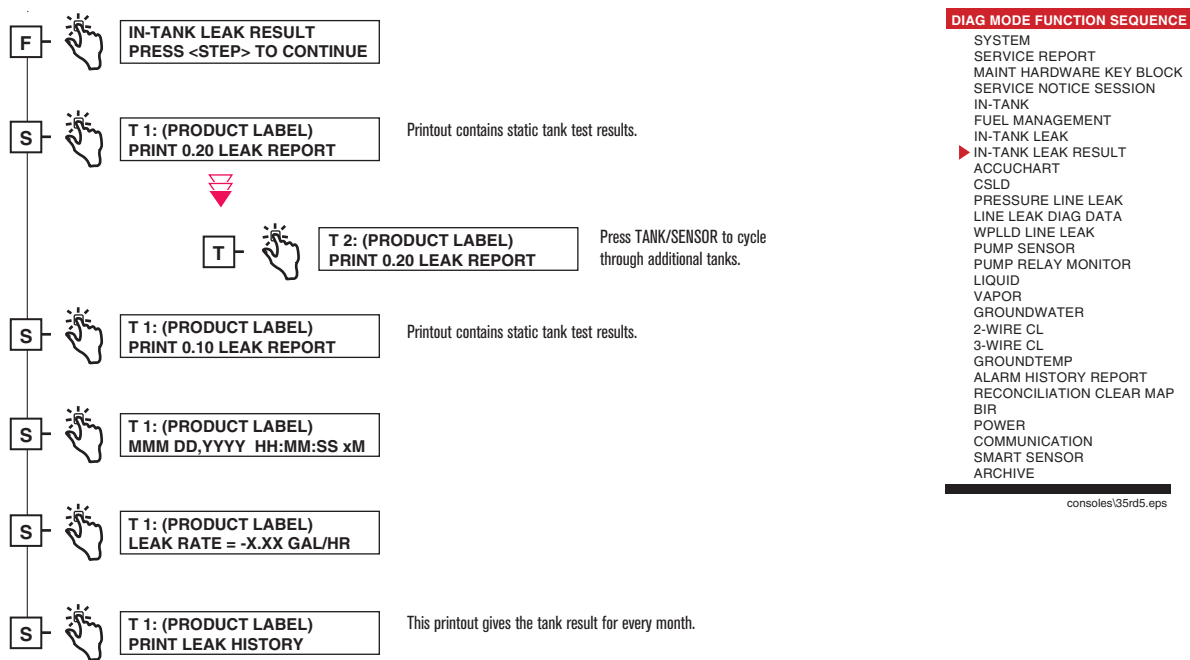 F
IN-TANK LEAK RESULT
PRESS <STEP> TO CONTINUE
S
T 1: (PRODUCT LABEL)
PRINT 0.20 LEAK REPORT
Printout contains static tank test results.
T
T 2: (PRODUCT LABEL)
PRINT 0.20 LEAK REPORT
Press TANK/SENSOR to cycle
through additional tanks.
S
T 1: (PRODUCT LABEL)
PRINT 0.10 LEAK REPORT
Printout contains static tank test results.
S
T 1: (PRODUCT LABEL)
MMM DD,YYYY HH:MM:SS xM
S
T 1: (PRODUCT LABEL)
LEAK RATE = -X.XX GAL/HR
S
T 1: (PRODUCT LABEL)
PRINT LEAK HISTORY
This printout gives the tank result for every month.
DIAG MODE FUNCTION SEQUENCE
SYSTEM
SERVICE REPORT
MAINT HARDWARE KEY BLOCK
SERVICE NOTICE SESSION
IN-TANK
FUEL MANAGEMENT
IN-TANK LEAK
IN-TANK LEAK RESULT
ACCUCHART
CSLD
PRESSURE LINE LEAK
LINE LEAK DIAG DATA
WPLLD LINE LEAK
PUMP SENSOR
PUMP RELAY MONITOR
LIQUID
VAPOR
GROUNDWATER
2-WIRE CL
3-WIRE CL
GROUNDTEMP
ALARM HISTORY REPORT
RECONCILIATION CLEAR MAP
BIR
POWER
COMMUNICATION
SMART SENSOR
ARCHIVE
consoles\35rd5.eps